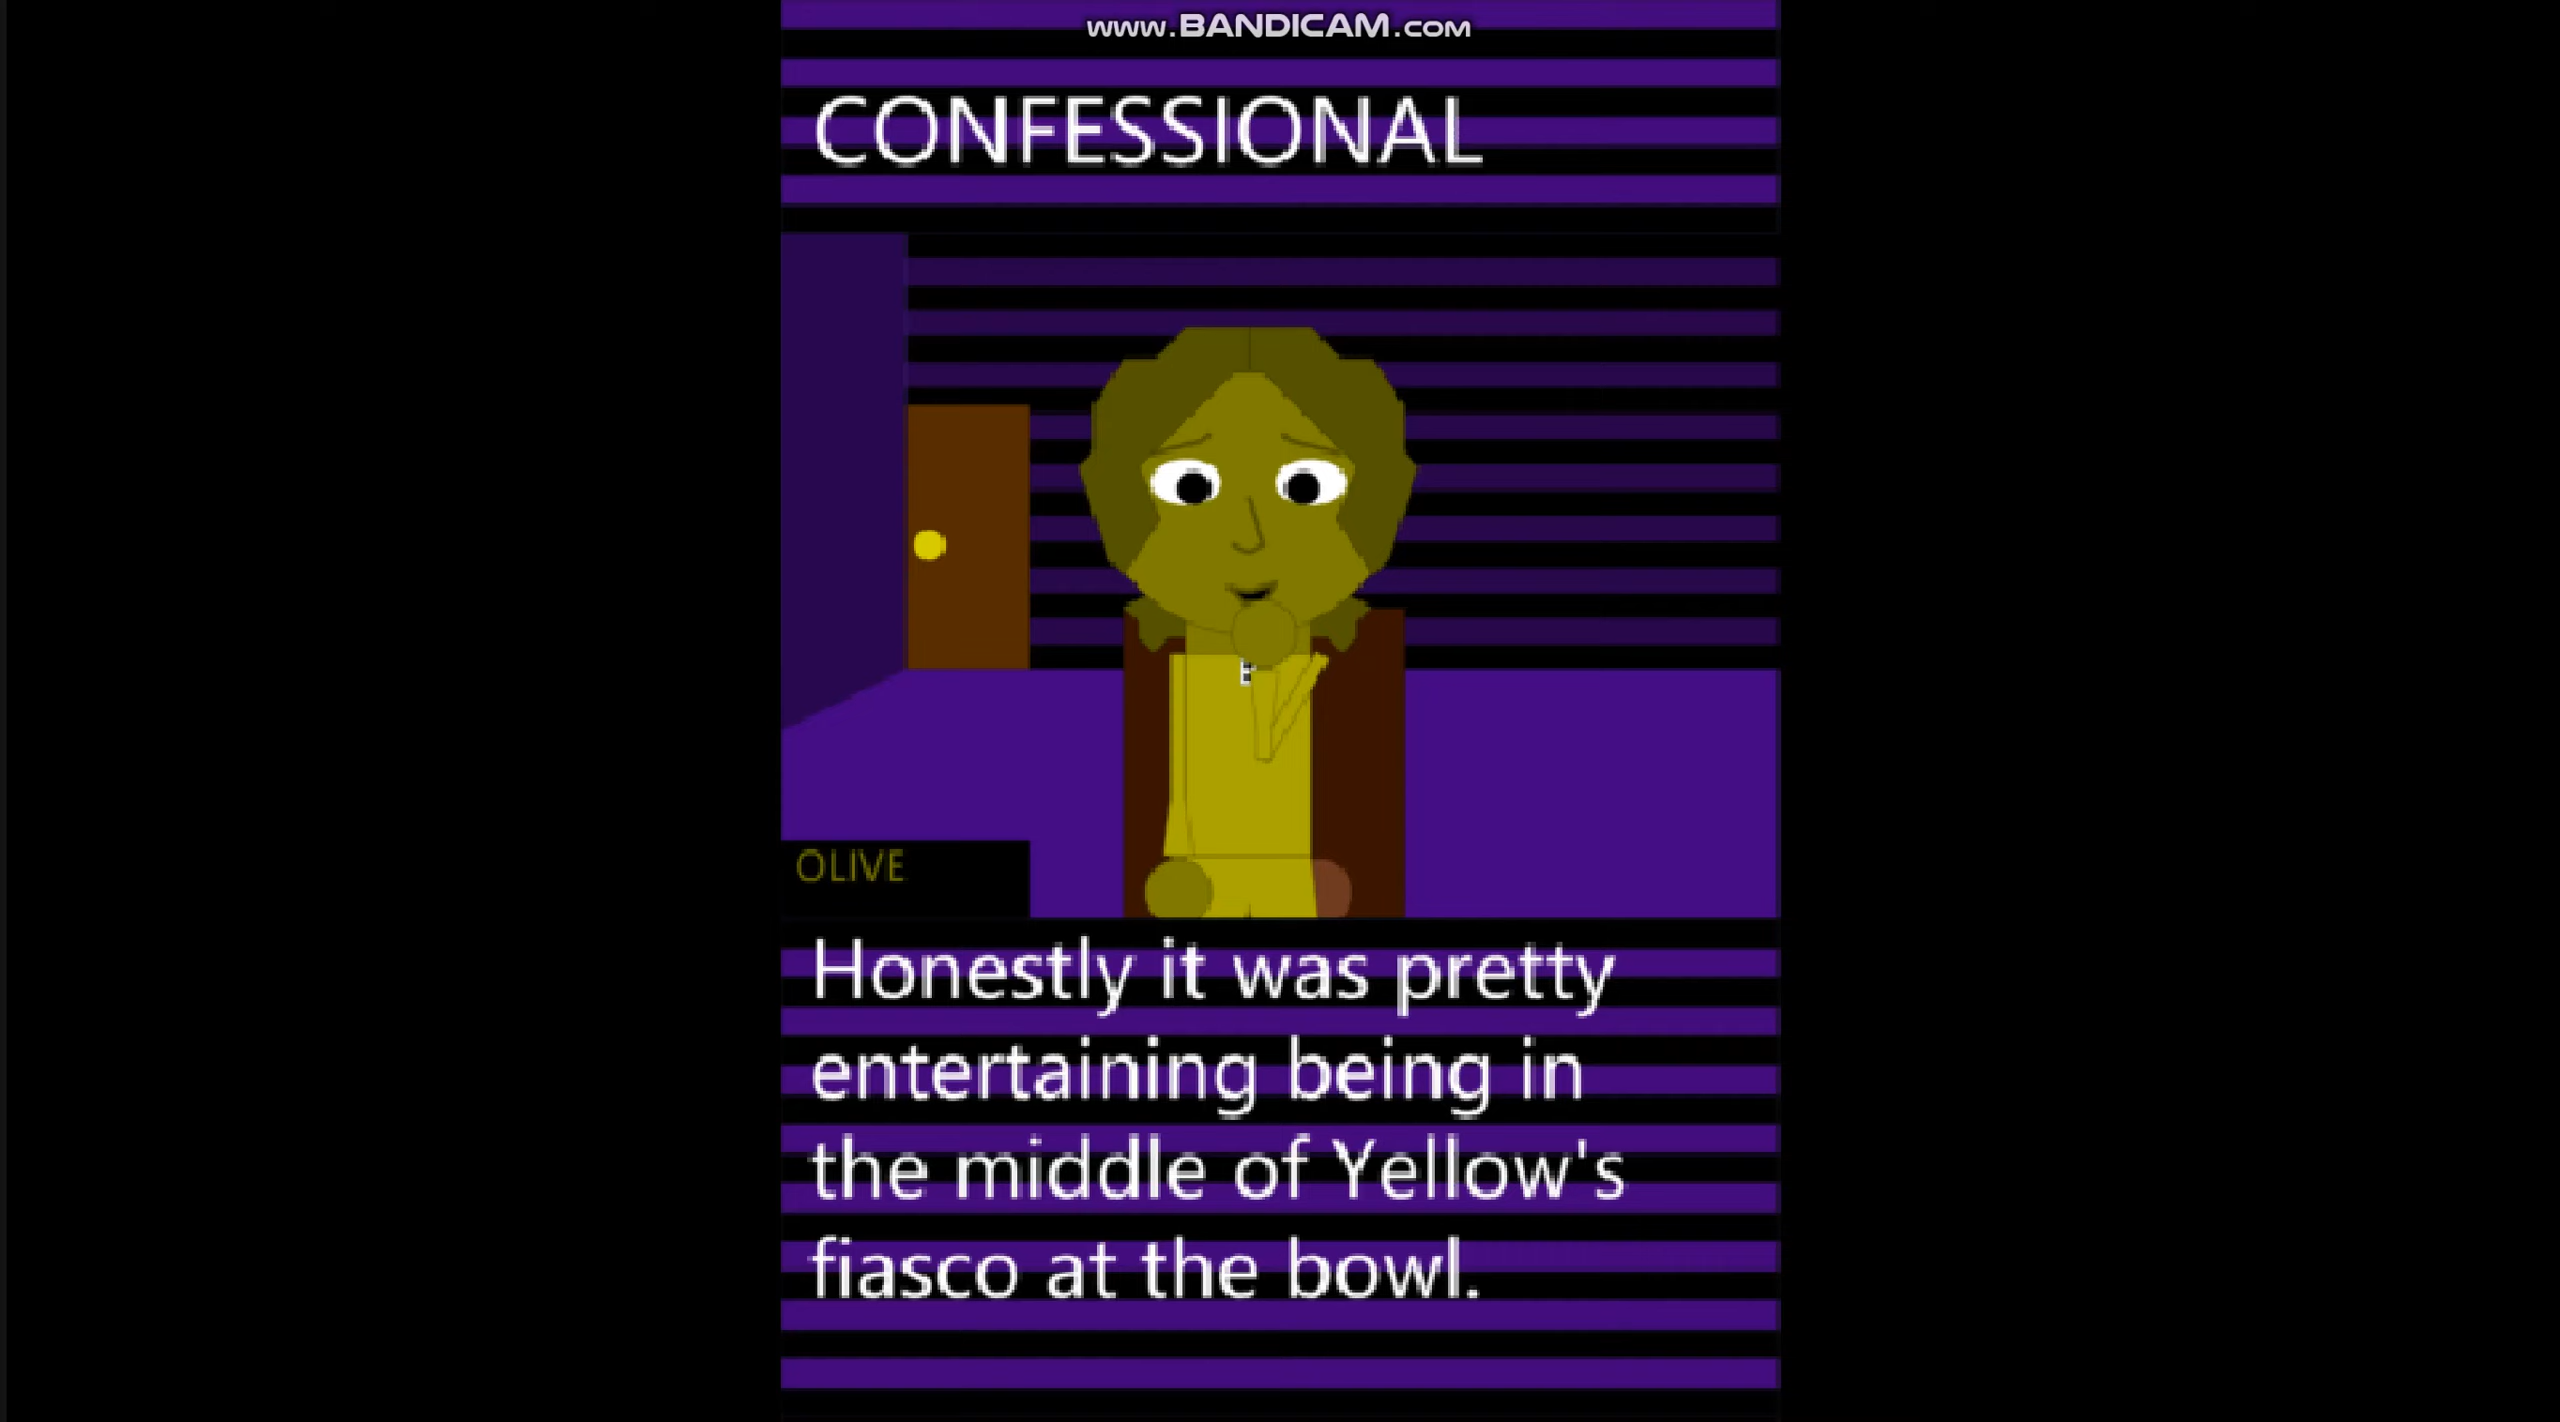 www.BANDICAM.com
CONFESSIONAL
OLIVE
Honestly it was pretty
entertaining being in
the middle of Yellow's
fiasco at the bowl.